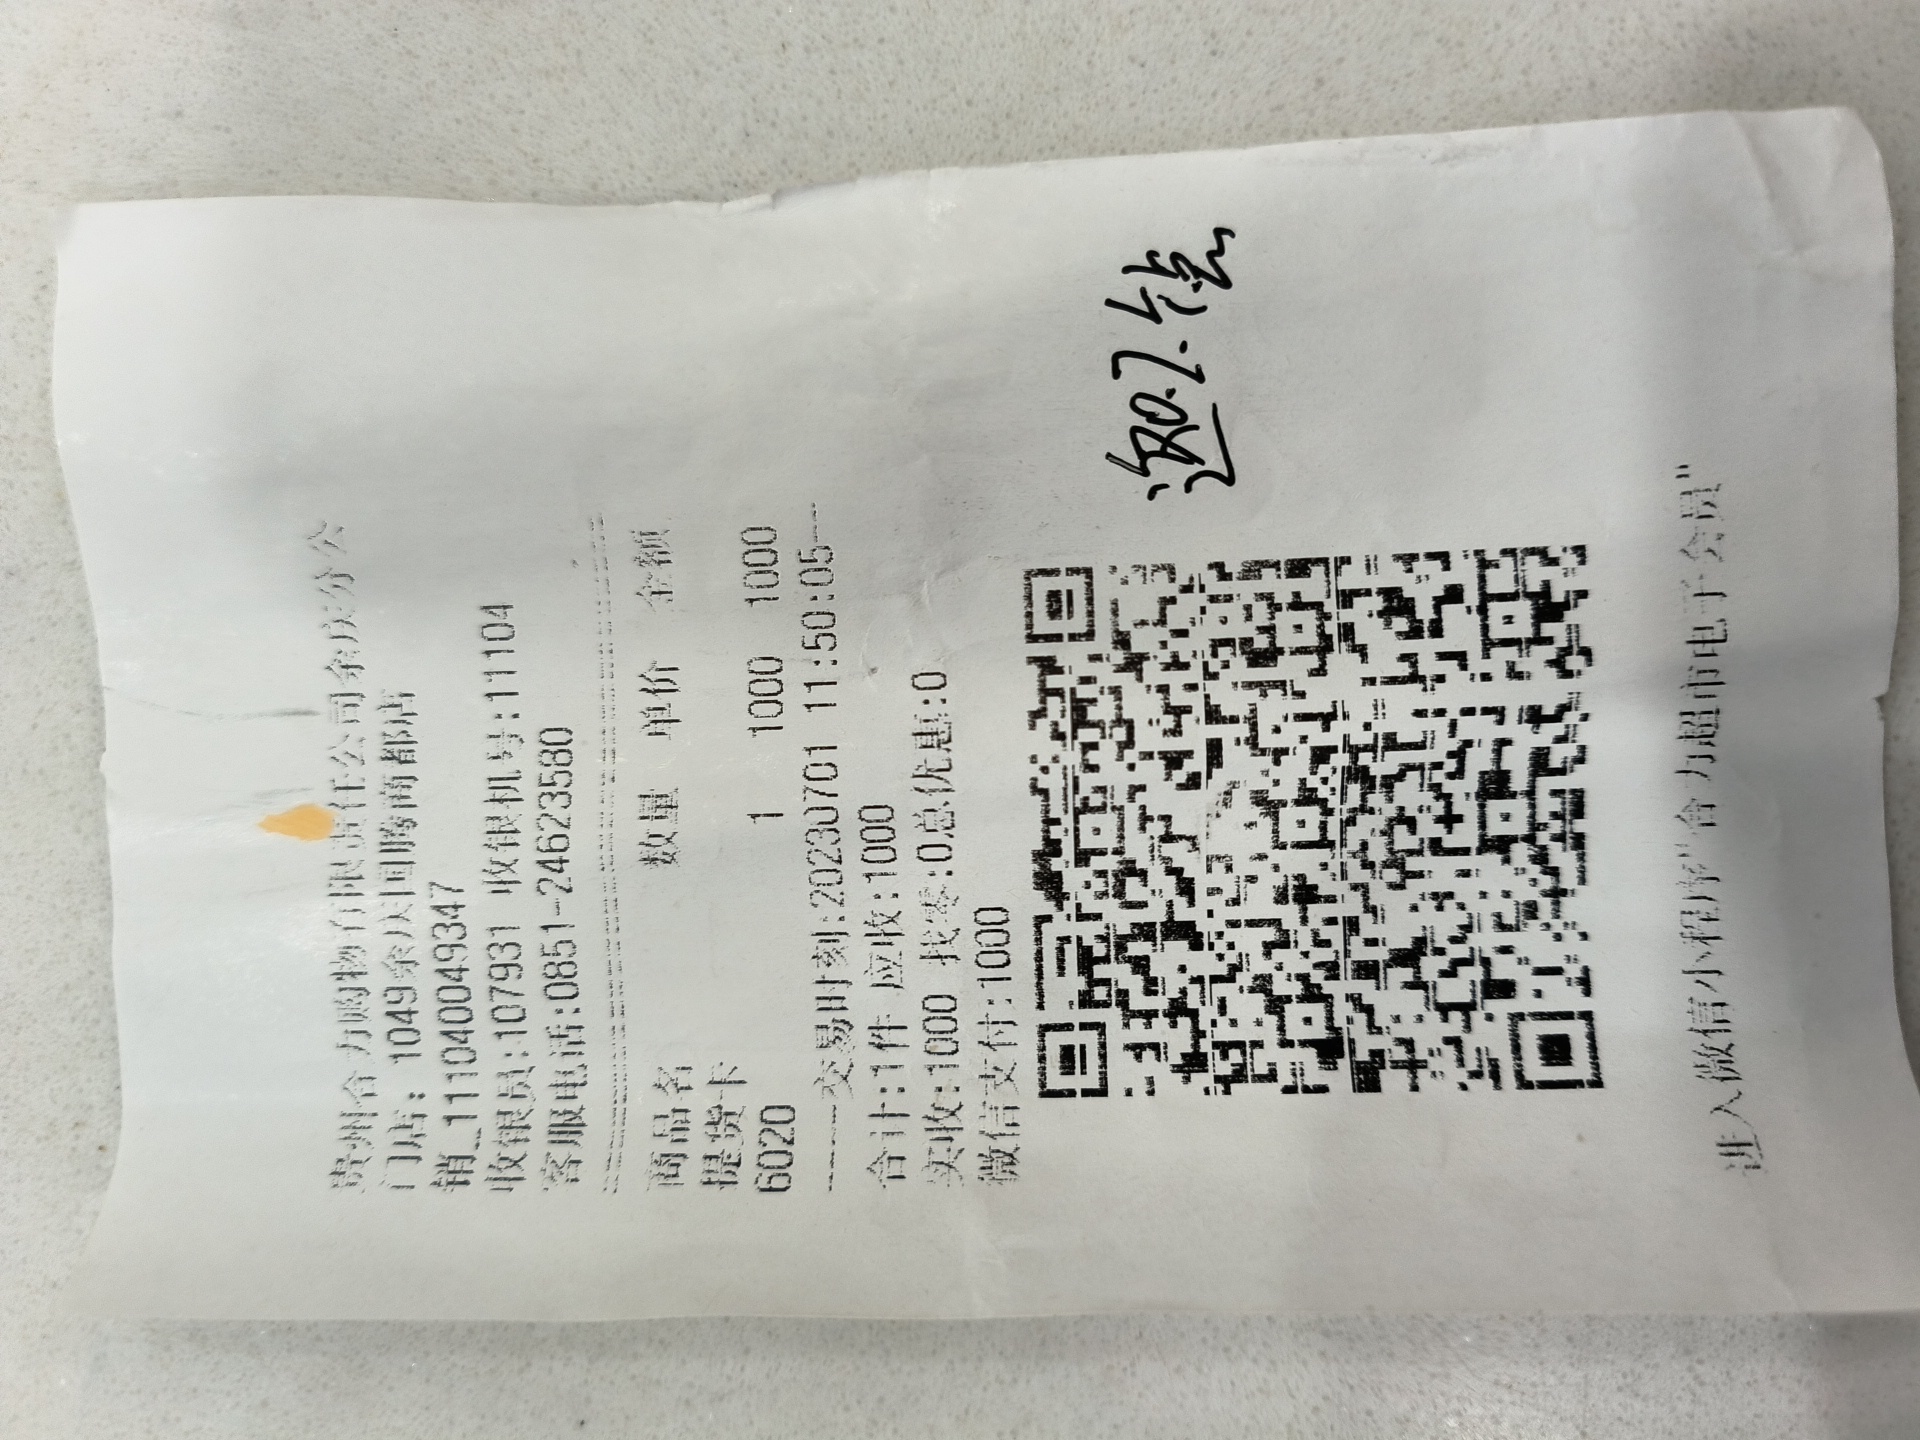 贵州合力购物有限责任公司余庆分公
门店: 1049余庆国腾商都店
销_111040049347
收银员:107931 收银机号:11104
客服电话:0851-24623580
商品名 数量 单价 金额
提货卡
6020 1 1000 1000
-----交易时刻:20230701 11:50:05---
合计:1件 应收:1000
实收:1000 找零:0总优惠:0
微信支付:1000
进入微信小程序"合力超市电子会员"